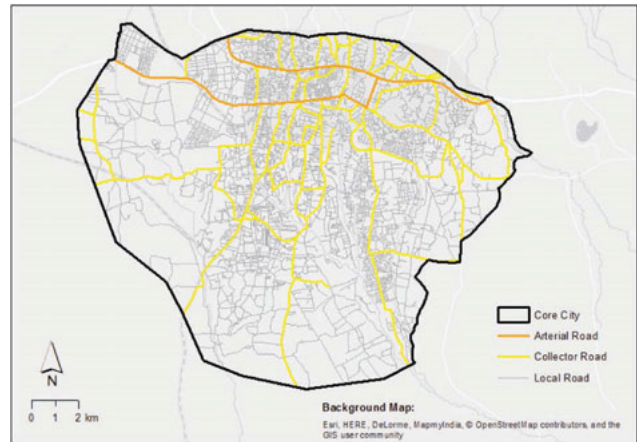 Core City
Arterial Road
Collector Road
Local Road
N
0 1 2 km
Background Map:
Esri, HERE, DeLorme, MapmyIndia, © OpenStreetMap contributors, and the
GIS user community